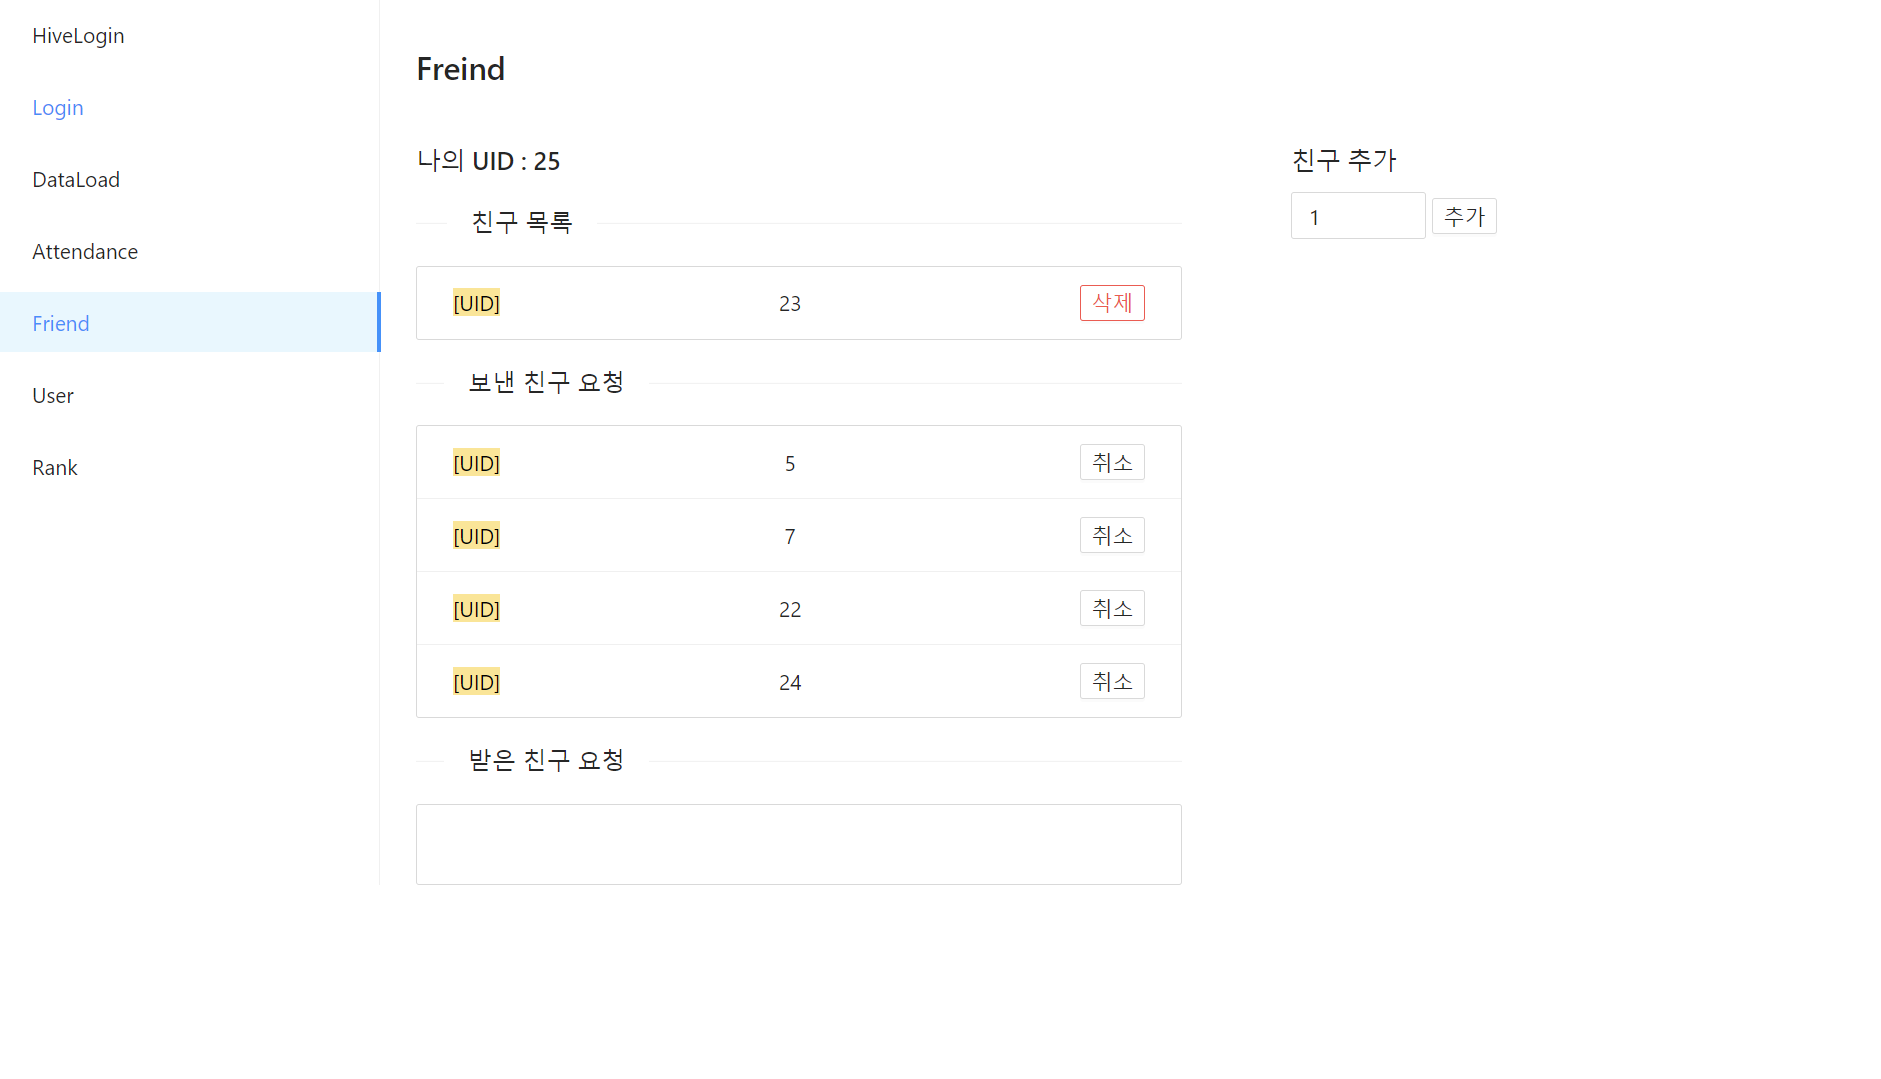 HiveLogin
Login
DataLoad
Attendance
Friend
User
Rank
Freind
나의 UID : 25
친구 목록
[UID] 23 삭제
보낸 친구 요청
[UID] 5 취소
[UID] 7 취소
[UID] 22 취소
[UID] 24 취소
받은 친구 요청
친구 추가
1 추가